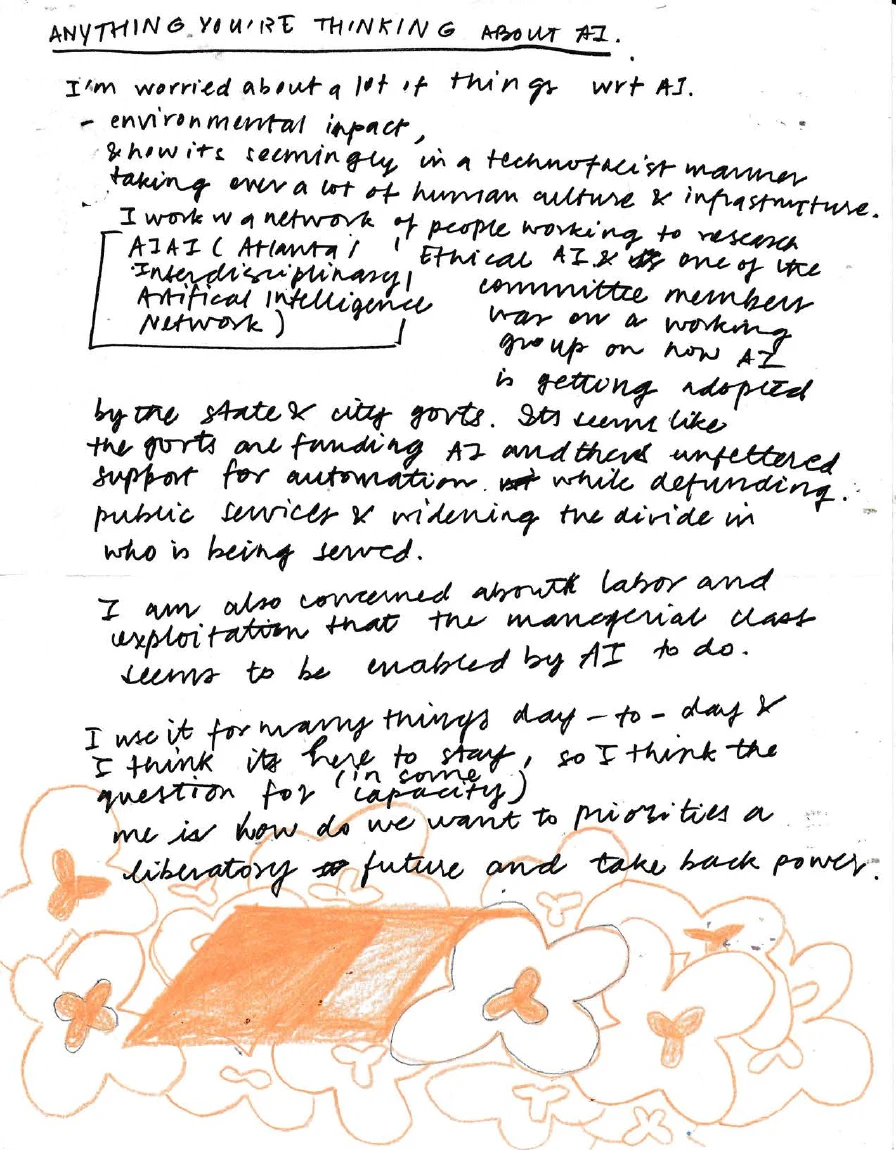 ANYTHING YOU'RE THINKING ABOUT AI.
I'm worried about a lot of things wrt AI.
- environmental inpact,
& how its seemingly in a technofacist manner
taking over a lot of human culture & infrastructure.
I work w a network of people working to research
AIAI (Atlanta Interdisciplinary Artifical Intelligence Network)
Ethical AI & one of the
committee members
was on a working
group on how AI
is getting adopted
by the state & city govts. Its seems like
the govts are funding AI and theres unfettered
support for automation while defunding.
public services & widening the divide in
who is being served.
I am also concerned about labor and
exploitation that the managerial class
seems to be enabled by AI to do.
I use it for many things day-to-day &
I think its here to stay, so I think the
(in some capacity)
question for
me is how do we want to priorities a
liberatory future and take back power.